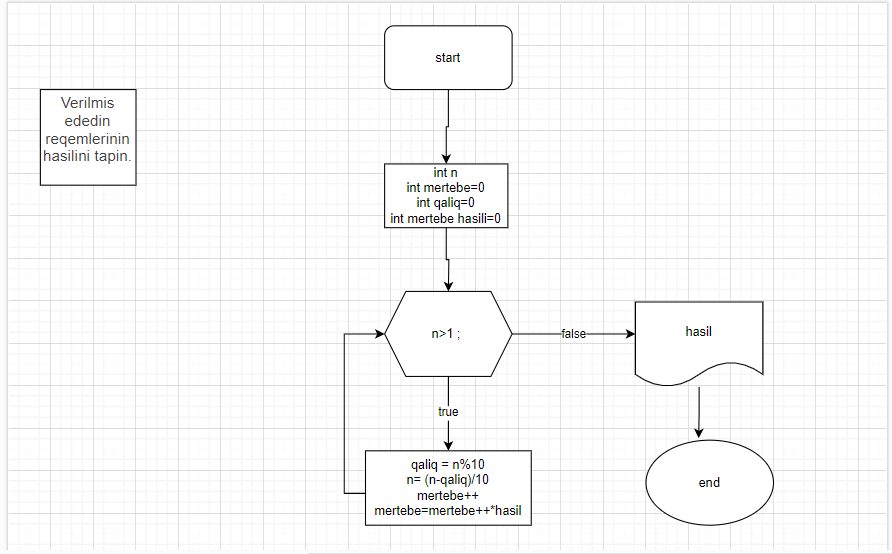 start
Verilmis
ededin
reqemlerinin
hasilini tapin.
int n
int mertebe=0
int qaliq=0
int mertebe hasili=0
n>1 ;
false
hasil
true
qaliq = n%10
n= (n-qaliq)/10
mertebe++
mertebe=mertebe++*hasil
end